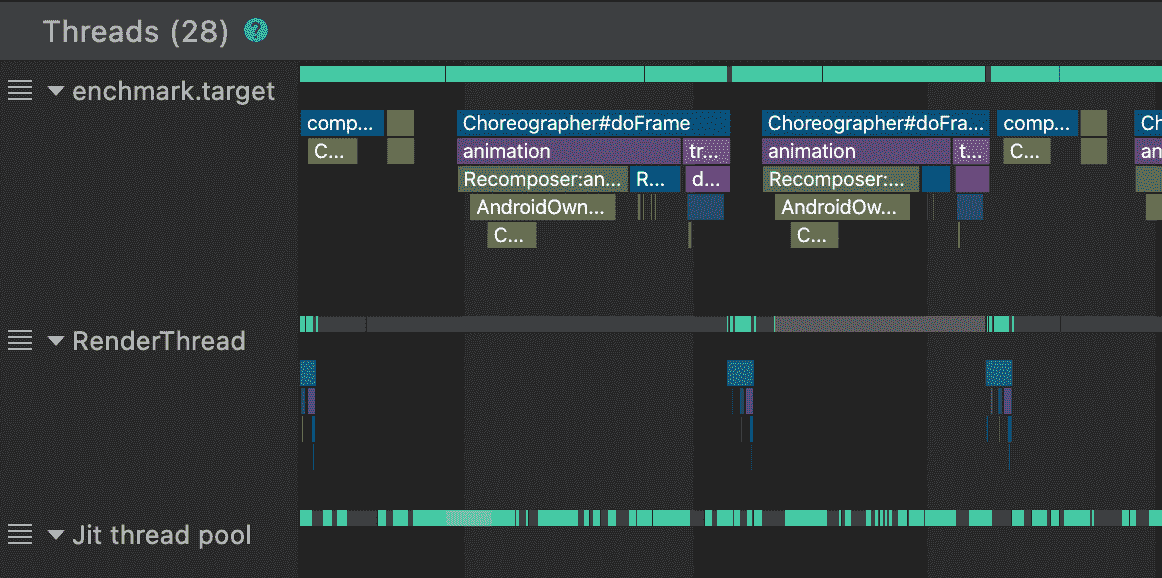 Threads (28) ?
enchmark.target
comp... Choreographer#doFrame Choreographer#doFra... comp... Ch
C... animation tr... animation t... C... an
Recomposer:an... R... d... Recomposer:...
AndroidOwn... AndroidOw...
C... C...
RenderThread
Jit thread pool